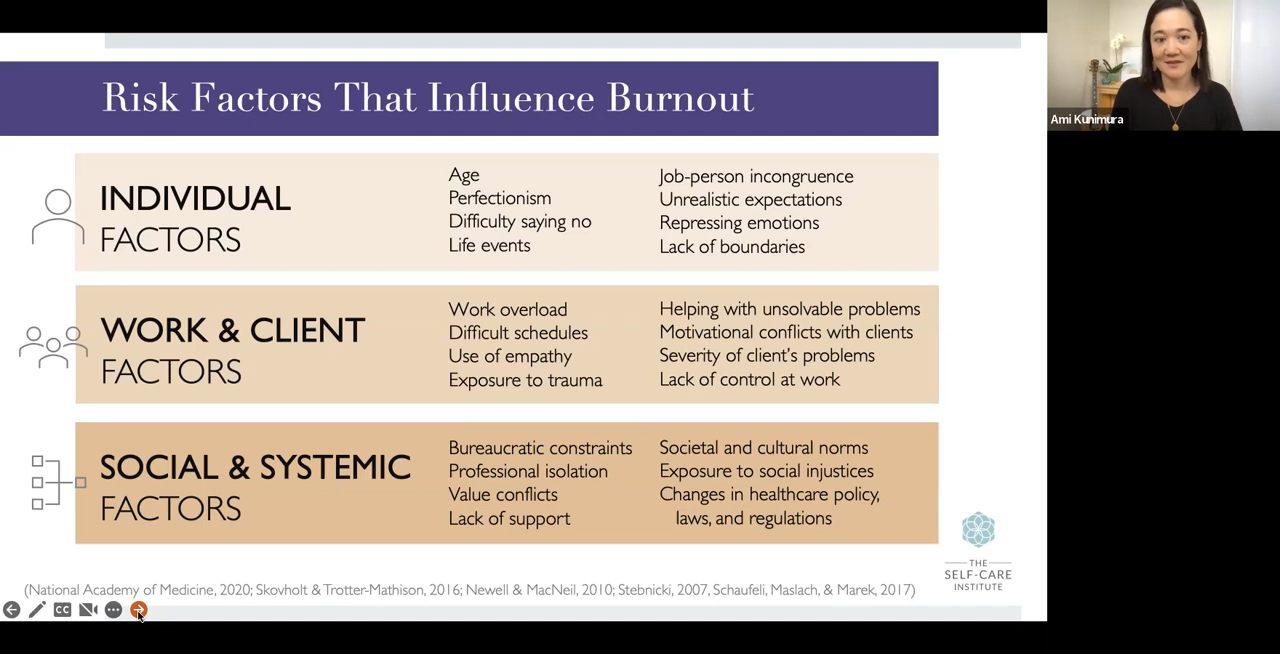 Risk Factors That Influence Burnout
Ami Kunimura
INDIVIDUAL
FACTORS
Age
Perfectionism
Difficulty saying no
Life events
Job-person incongruence
Unrealistic expectations
Repressing emotions
Lack of boundaries
WORK & CLIENT
FACTORS
Work overload
Difficult schedules
Use of empathy
Exposure to trauma
Helping with unsolvable problems
Motivational conflicts with clients
Severity of client's problems
Lack of control at work
SOCIAL & SYSTEMIC
FACTORS
Bureaucratic constraints
Professional isolation
Value conflicts
Lack of support
Societal and cultural norms
Exposure to social injustices
Changes in healthcare policy,
laws, and regulations
THE
SELF-CARE
INSTITUTE
(National Academy of Medicine, 2020; Skovholt & Trotter-Mathison, 2016; Newell & MacNeil, 2010; Stebnicki, 2007, Schaufeli, Maslach, & Marek, 2017)
CC